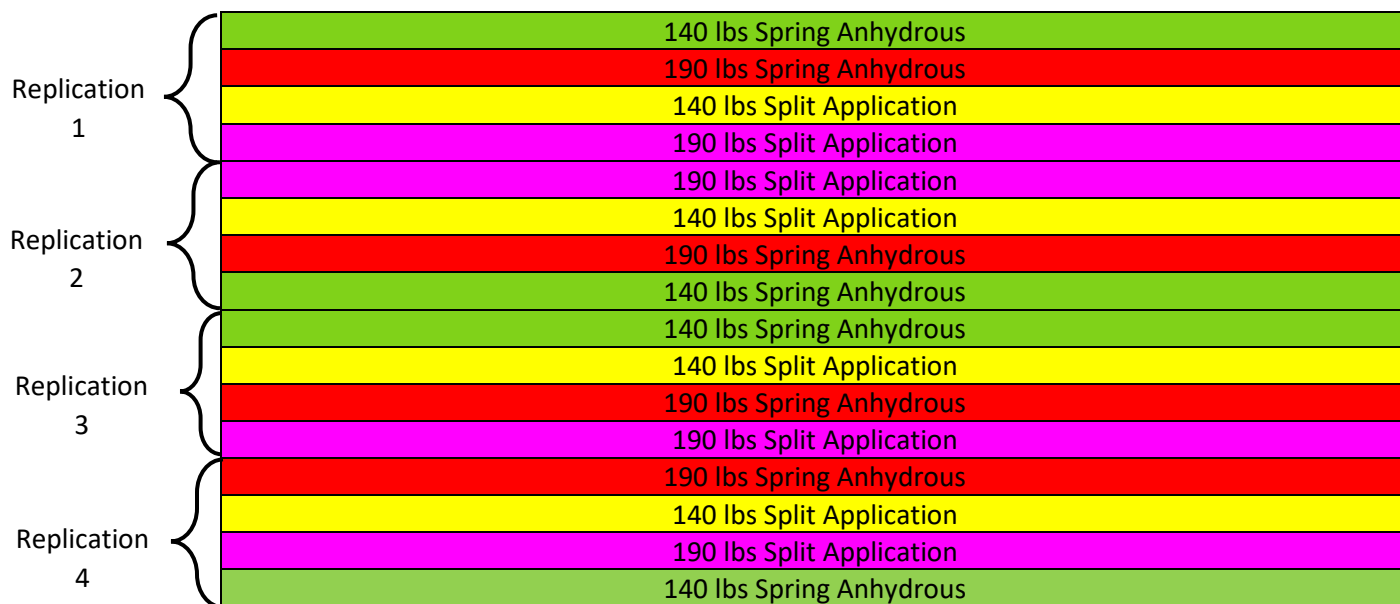 Replication
1
140 lbs Spring Anhydrous
190 lbs Spring Anhydrous
140 lbs Split Application
190 lbs Split Application
Replication
2
190 lbs Split Application
140 lbs Split Application
190 lbs Spring Anhydrous
140 lbs Spring Anhydrous
Replication
3
140 lbs Spring Anhydrous
140 lbs Split Application
190 lbs Spring Anhydrous
190 lbs Split Application
Replication
4
190 lbs Spring Anhydrous
140 lbs Split Application
190 lbs Split Application
140 lbs Spring Anhydrous